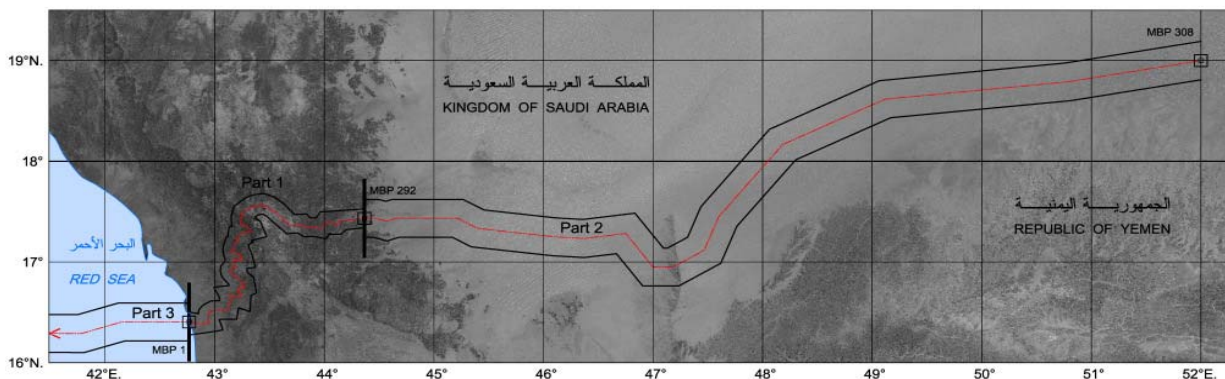 MBP 308
19°N.
المملكة العربية السعودية
KINGDOM OF SAUDI ARABIA
18°
Part 1
MBP 292
Part 2
الجمهورية اليمنية
REPUBLIC OF YEMEN
البحر الأحمر
RED SEA
17°
Part 3
MBP 1
16°N.
42°E. 43 44 45 46 47° 48 49 50 51 52°E.